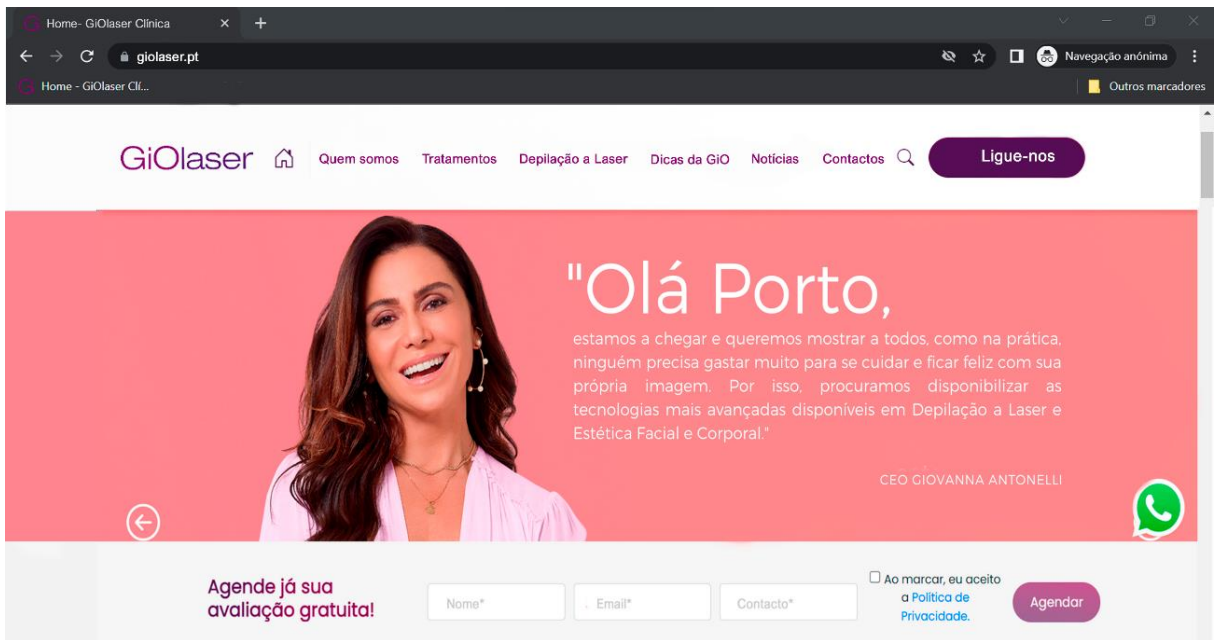 Home- GiOlaser Clínica
giolaser.pt
Navegação anónima
Home - GiOlaser Clí...
Outros marcadores
GiOlaser
Quem somos
Tratamentos
Depilação a Laser
Dicas da GiO
Notícias
Contactos
Ligue-nos
"Olá Porto,
estamos a chegar e queremos mostrar a todos, como na prática,
ninguém precisa gastar muito para se cuidar e ficar feliz com sua
própria imagem. Por isso, procuramos disponibilizar as
tecnologias mais avançadas disponíveis em Depilação a Laser e
Estética Facial e Corporal."
CEO GIOVANNA ANTONELLI
Agende já sua
avaliação gratuita!
Nome*
Email*
Contacto*
Ao marcar, eu aceito
a Política de
Privacidade.
Agendar